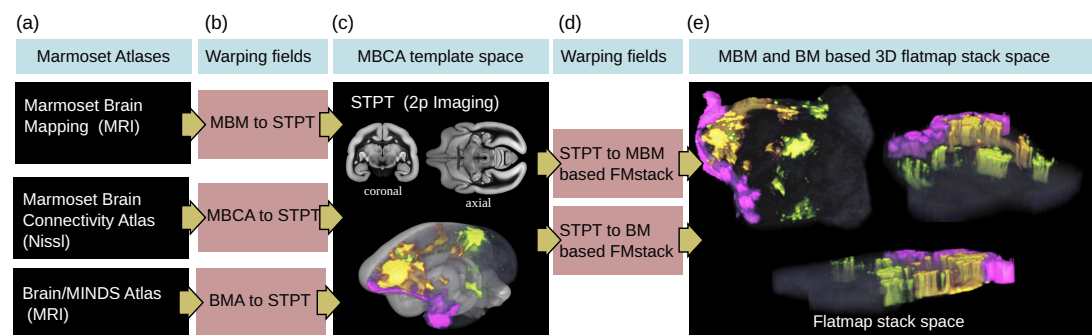 (a)
(b)
(c)
(d)
(e)
Marmoset Atlases
Warping fields
MBCA template space
Warping fields
MBM and BM based 3D flatmap stack space
Marmoset Brain
Mapping (MRI)
MBM to STPT
STPT (2p Imaging)
coronal
axial
STPT to MBM
based FMstack
Marmoset Brain
Connectivity Atlas
(Nissl)
MBCA to STPT
STPT to BM
based FMstack
Brain/MINDS Atlas
(MRI)
BMA to STPT
Flatmap stack space